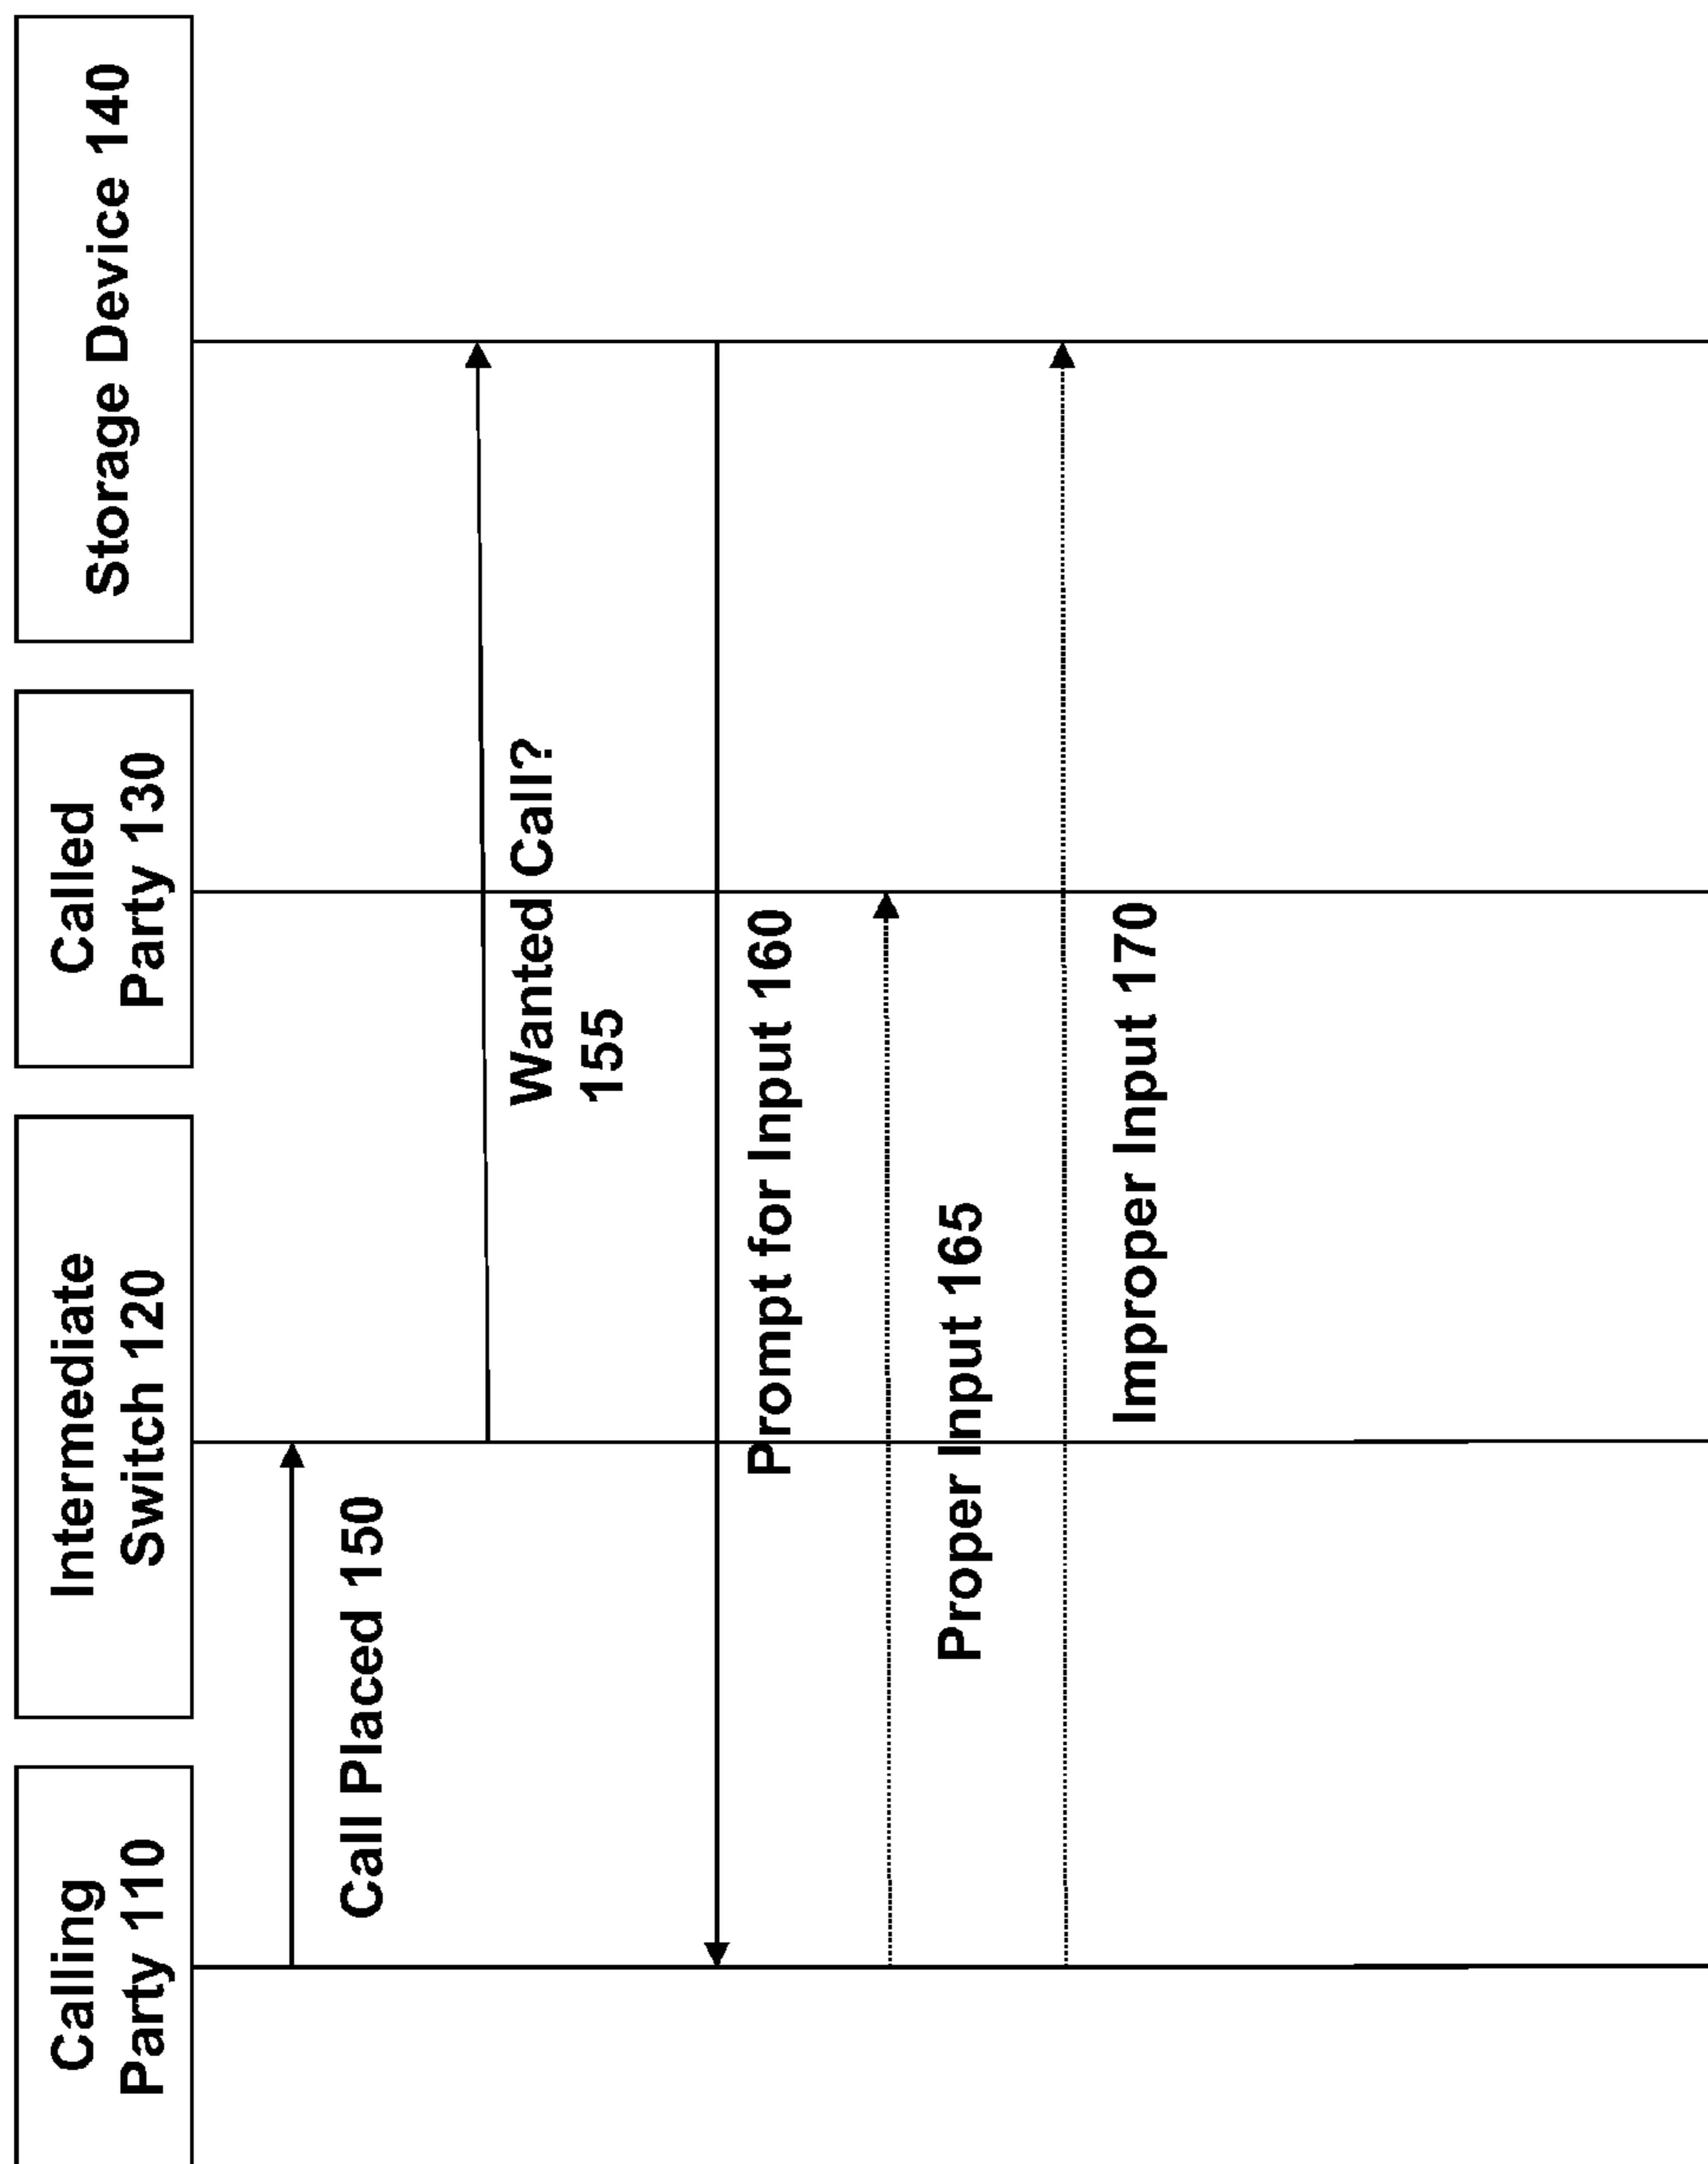 Calling
Party 110
Intermediate
Switch 120
Called
Party 130
Storage Device 140
Call Placed 150
Wanted Call?
155
Prompt for Input 160
Proper Input 165
Improper Input 170